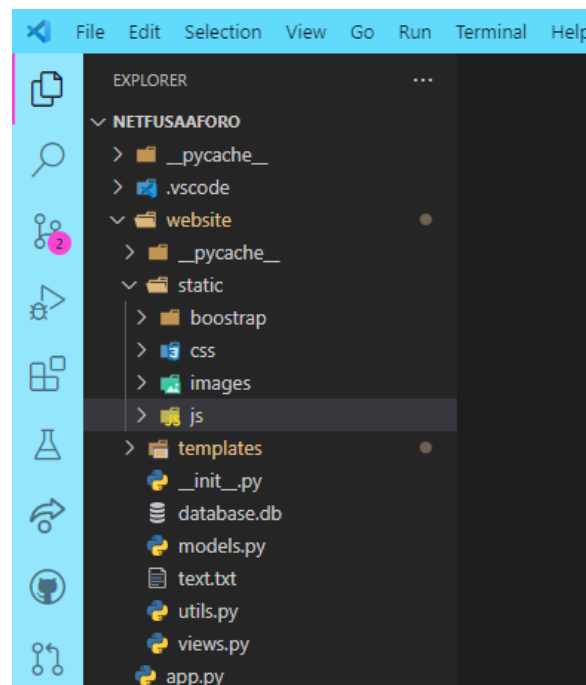 File Edit Selection View Go Run Terminal Help
EXPLORER ...
NETFUSAAFORO
__pycache__
.vscode
website
__pycache__
static
boostrap
css
images
js
templates
__init__.py
database.db
models.py
text.txt
utils.py
views.py
app.py
2